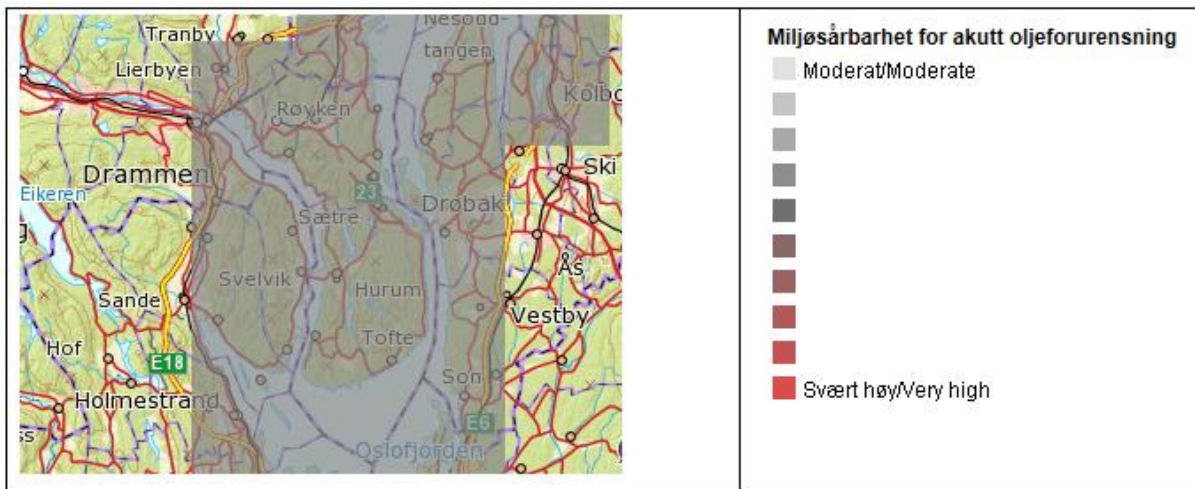 Nesodd-
tangen
Tranby
Lierbyen
Kolbo
Røyken
Ski
Drammen
23
Eikeren
Drøbak
Sætre
Ås
Svelvik
Hurum
Sande
Vestby
Tofte
Hof
E18
Son
Holmestrand
E6
ss
Oslofjorden
Miljøsårbarhet for akutt oljeforurensning
Moderat/Moderate
Svært høy/Very high